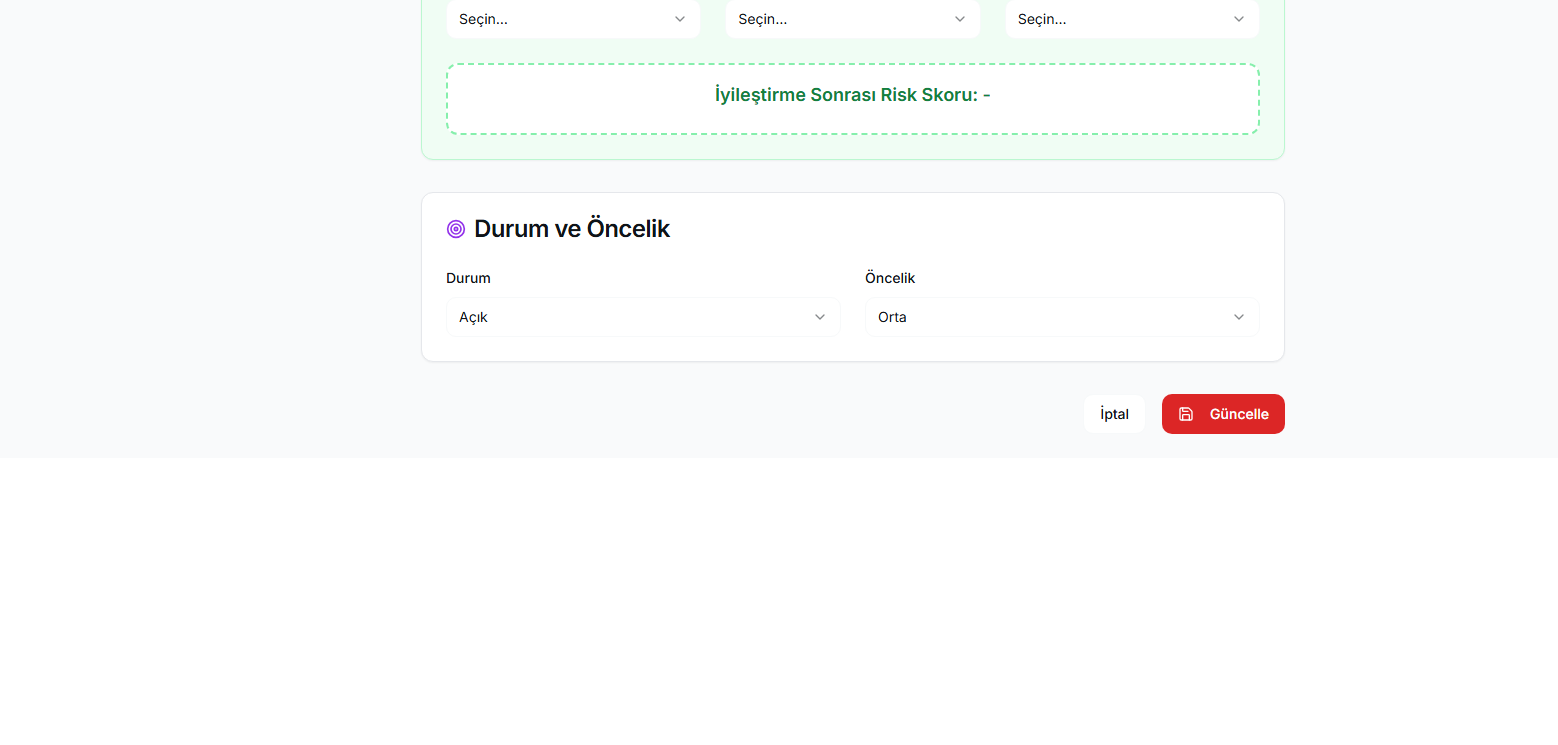 Seçin... Seçin... Seçin...
İyileştirme Sonrası Risk Skoru: -
Durum ve Öncelik
Durum Öncelik
Açık Orta
İptal Güncelle